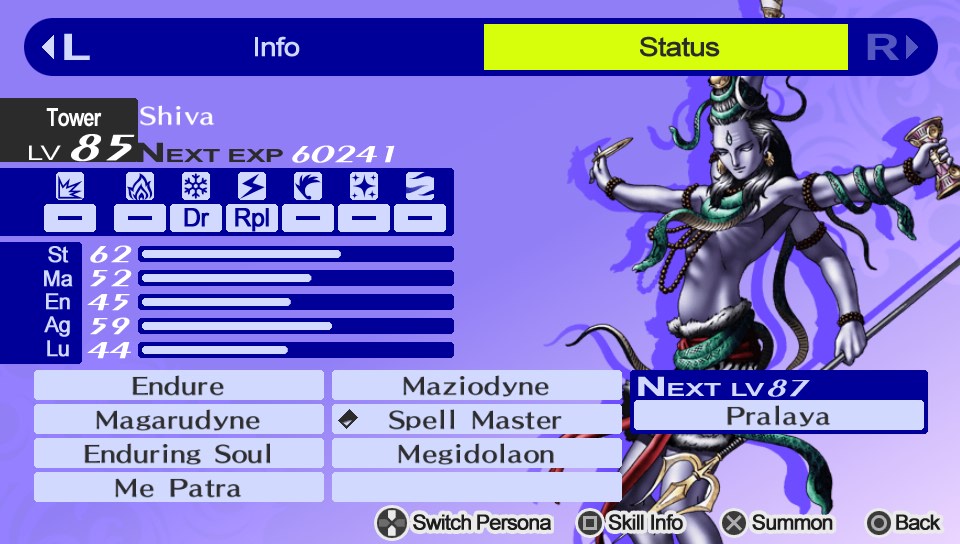 L Info Status R
Tower Shiva
LV 85 NEXT EXP 60241
– – Dr Rpl – – –
St 62
Ma 52
En 45
Ag 59
Lu 44
Endure Maziodyne NEXT LV 87
Magarudyne Spell Master Pralaya
Enduring Soul Megidolaon
Me Patra
Switch Persona Skill Info Summon Back